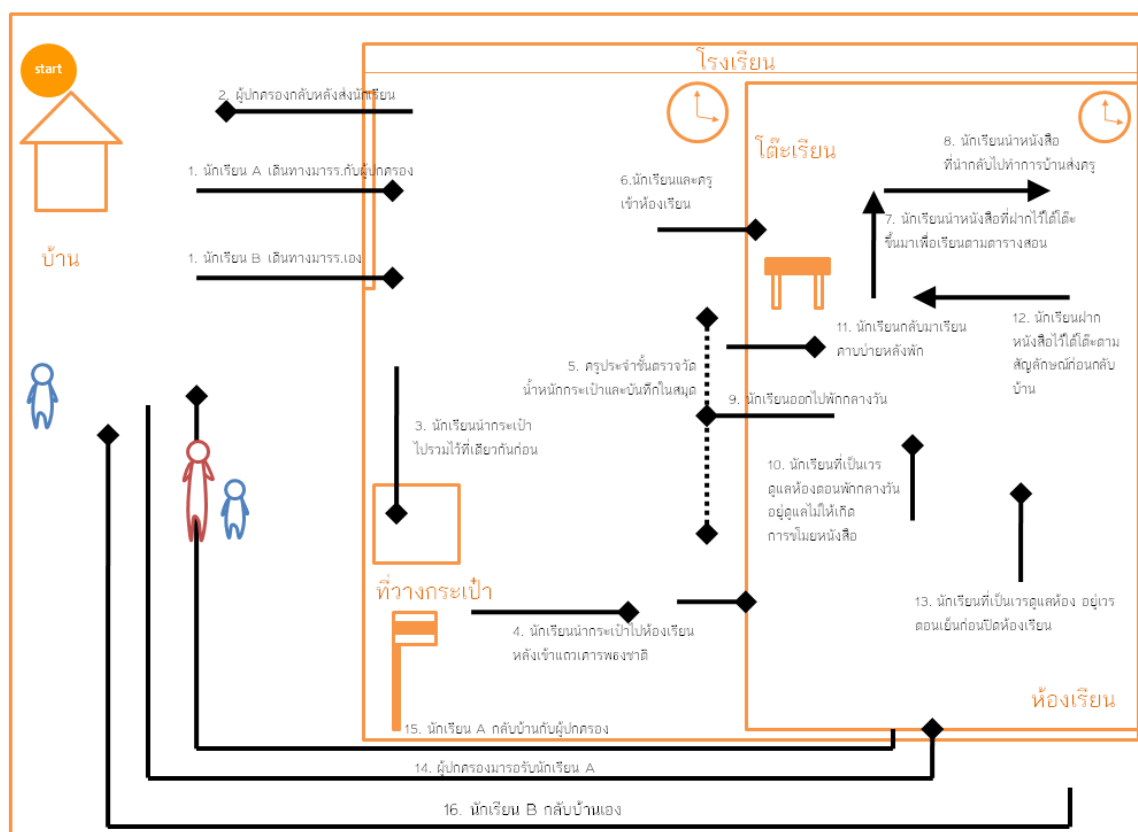 start
โรงเรียน
2. ผู้ปกครองกลับหลังส่งนักเรียน
โต๊ะเรียน
8. นักเรียนนำหนังสือ
ที่นำกลับไปทำการบ้านส่งครู
1. นักเรียน A เดินทางมารร.กับผู้ปกครอง
6.นักเรียนและครู
เข้าห้องเรียน
7. นักเรียนนำหนังสือที่ฝากไว้ใต้โต๊ะ
ขึ้นมาเพื่อเรียนตามตารางสอน
บ้าน
1. นักเรียน B เดินทางมารร.เอง
11. นักเรียนกลับมาเรียน
คาบบ่ายหลังพัก
12. นักเรียนฝาก
หนังสือไว้ใต้โต๊ะตาม
สัญลักษณ์ก่อนกลับ
บ้าน
5. ครูประจำชั้นตรวจวัด
น้ำหนักกระเป๋าและบันทึกในสมุด
9. นักเรียนออกไปพักกลางวัน
3. นักเรียนนำกระเป๋า
ไปรวมไว้ที่เดียวกันก่อน
10. นักเรียนที่เป็นเวร
ดูแลห้องตอนพักกลางวัน
อยู่ดูแลไม่ให้เกิด
การขโมยหนังสือ
ที่วางกระเป๋า
4. นักเรียนนำกระเป๋าไปห้องเรียน
หลังเข้าแถวเคารพธงชาติ
13. นักเรียนที่เป็นเวรดูแลห้อง อยู่เวร
ตอนเย็นก่อนปิดห้องเรียน
ห้องเรียน
15. นักเรียน A กลับบ้านกับผู้ปกครอง
14. ผู้ปกครองมารอรับนักเรียน A
16. นักเรียน B กลับบ้านเอง